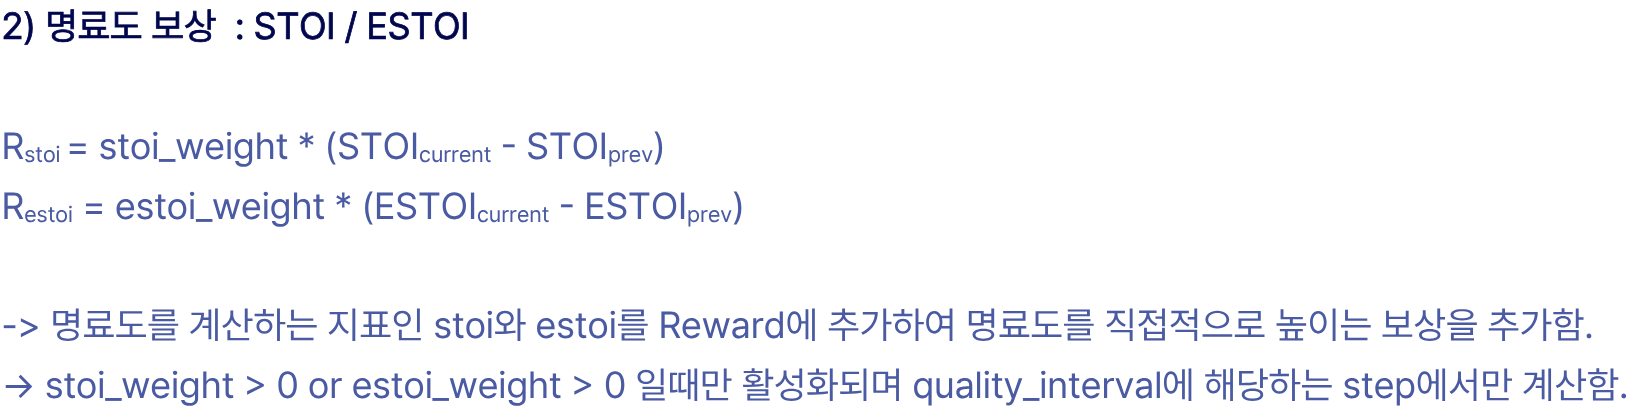 2) 명료도 보상 : STOI / ESTOI
Rstoi = stoi_weight * (STOIcurrent - STOIprev)
Restoi = estoi_weight * (ESTOIcurrent - ESTOIprev)
-> 명료도를 계산하는 지표인 stoi와 estoi를 Reward에 추가하여 명료도를 직접적으로 높이는 보상을 추가함.
→ stoi_weight > 0 or estoi_weight > 0 일때만 활성화되며 quality_interval에 해당하는 step에서만 계산함.